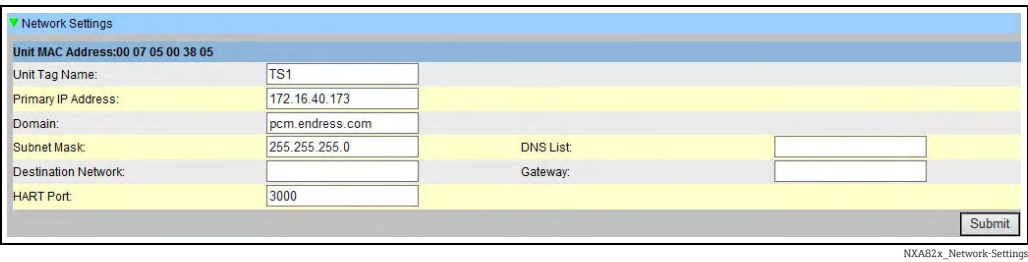 Network Settings
Unit MAC Address:00 07 05 00 38 05
Unit Tag Name: TS1
Primary IP Address: 172.16.40.173
Domain: pcm.endress.com
Subnet Mask: 255.255.255.0 DNS List:
Destination Network: Gateway:
HART Port: 3000
Submit
NXA82x_Network-Settings